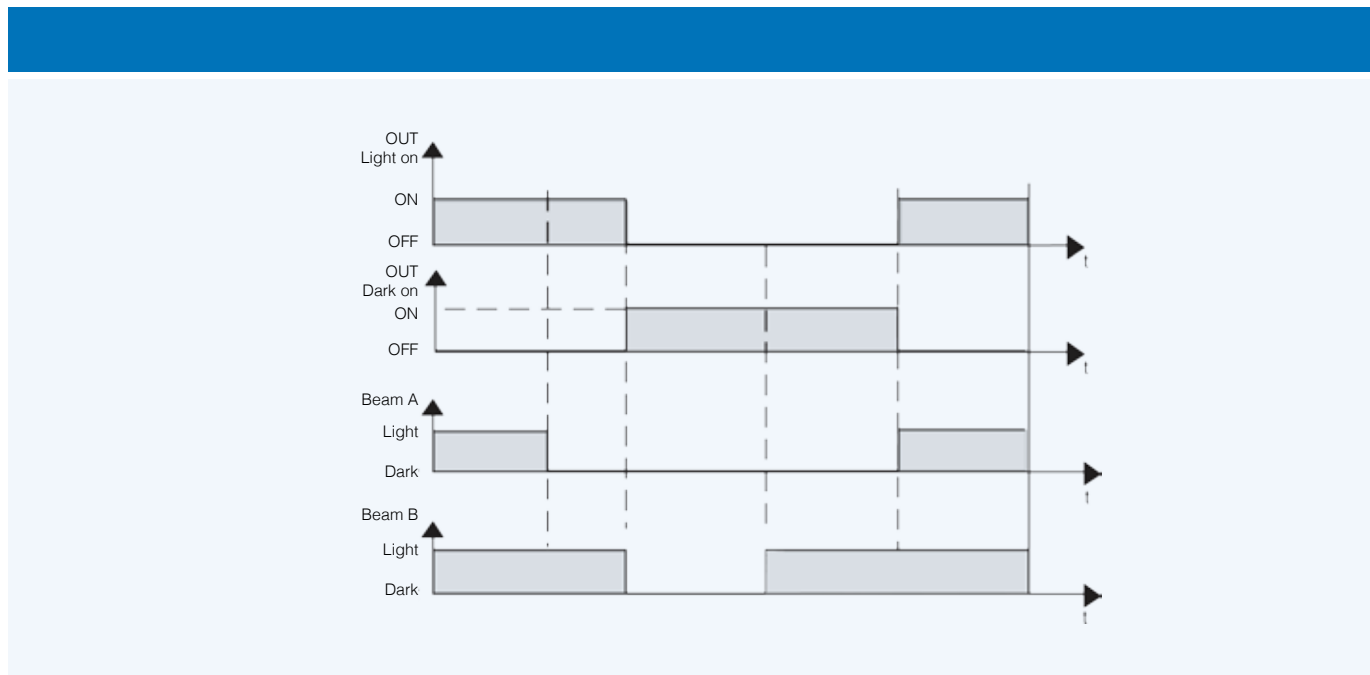 OUT
Light on
ON
OFF
t
OUT
Dark on
ON
OFF
t
Beam A
Light
Dark
t
Beam B
Light
Dark
t